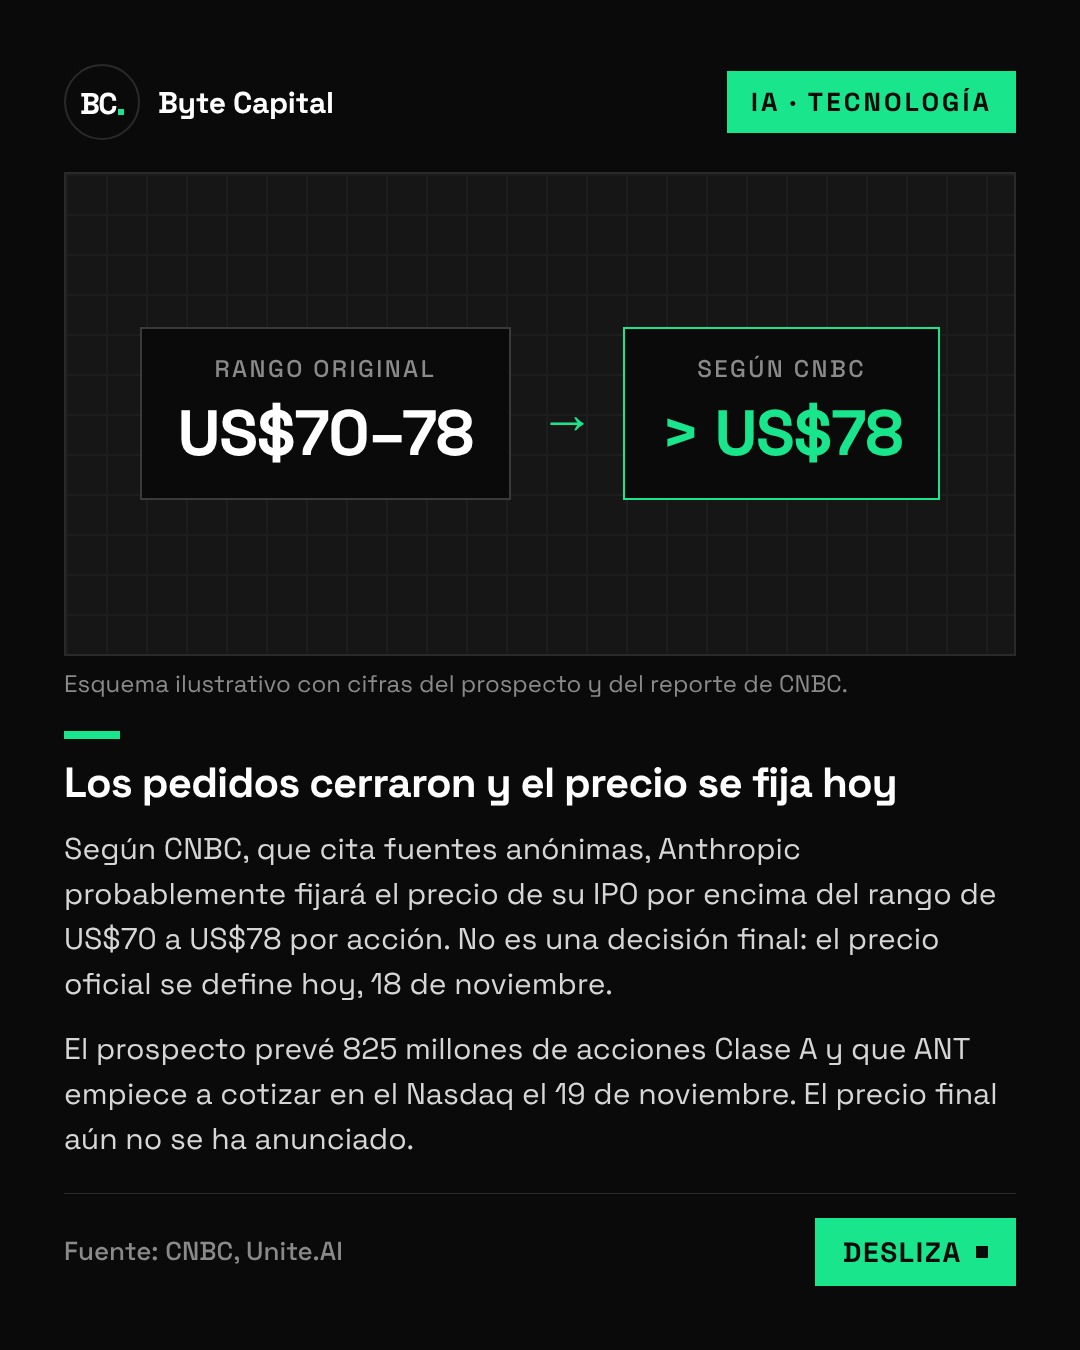 BC.
Byte Capital
IA · TECNOLOGÍA
RANGO ORIGINAL
US$70–78
→
SEGÚN CNBC
> US$78
Esquema ilustrativo con cifras del prospecto y del reporte de CNBC.
Los pedidos cerraron y el precio se fija hoy
Según CNBC, que cita fuentes anónimas, Anthropic
probablemente fijará el precio de su IPO por encima del rango de
US$70 a US$78 por acción. No es una decisión final: el precio
oficial se define hoy, 18 de noviembre.
El prospecto prevé 825 millones de acciones Clase A y que ANT
empiece a cotizar en el Nasdaq el 19 de noviembre. El precio final
aún no se ha anunciado.
Fuente: CNBC, Unite.AI
DESLIZA